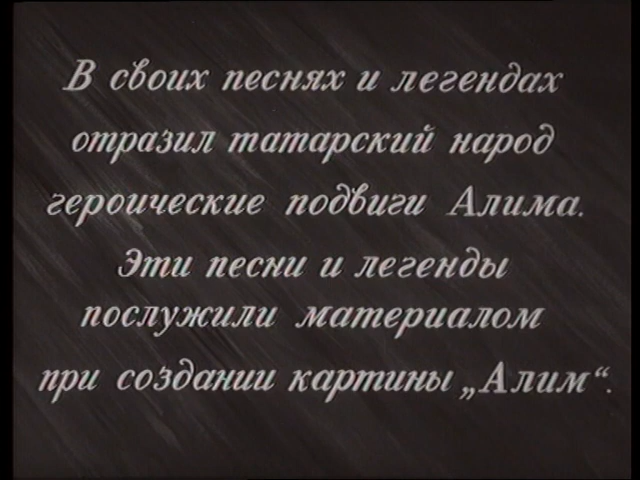 В своих песнях и легендах
отразил татарский народ
героические подвиги Алима.
Эти песни и легенды
послужили материалом
при создании картины „Алим“.